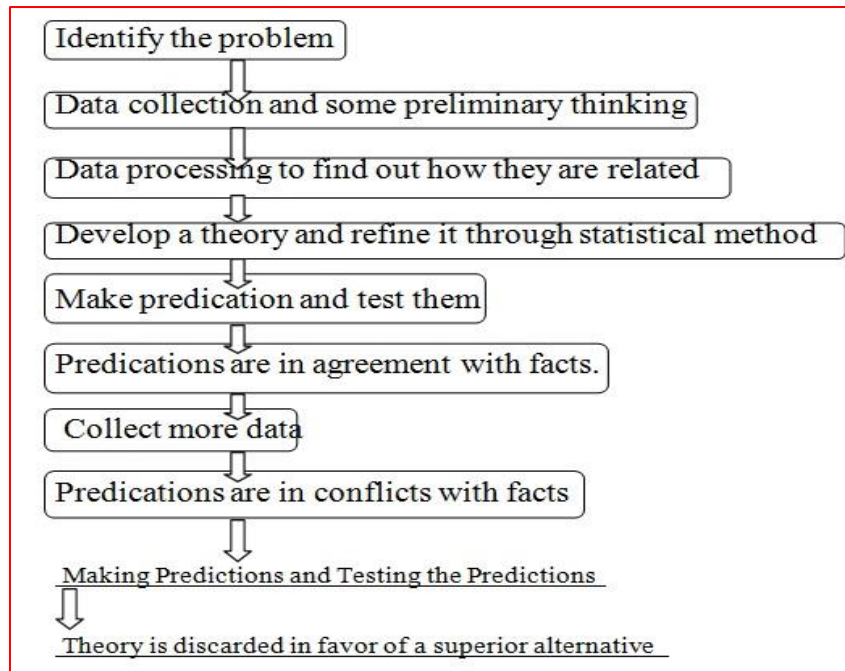 Identify the problem
Data collection and some preliminary thinking
Data processing to find out how they are related
Develop a theory and refine it through statistical method
Make predication and test them
Predications are in agreement with facts.
Collect more data
Predications are in conflicts with facts
Making Predictions and Testing the Predictions
Theory is discarded in favor of a superior alternative